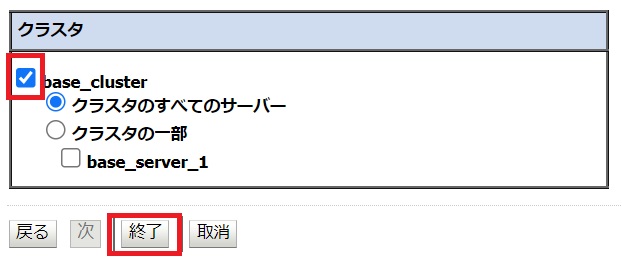 クラスタ
base_cluster
クラスタのすべてのサーバー
クラスタの一部
base_server_1
戻る 次 終了 取消